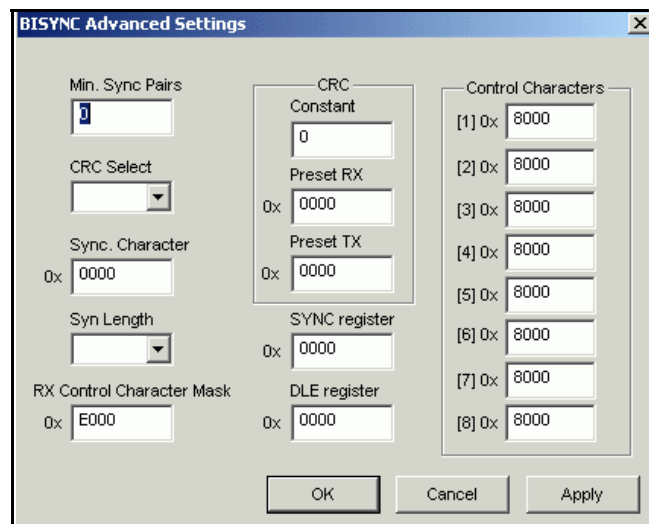 BISYNC Advanced Settings
Min. Sync Pairs
0
CRC Select
Sync. Character
0x 0000
Syn Length
RX Control Character Mask
0x E000
CRC
Constant
0
Preset RX
0x 0000
Preset TX
0x 0000
SYNC register
0x 0000
DLE register
0x 0000
Control Characters
[1] 0x 8000
[2] 0x 8000
[3] 0x 8000
[4] 0x 8000
[5] 0x 8000
[6] 0x 8000
[7] 0x 8000
[8] 0x 8000
OK
Cancel
Apply